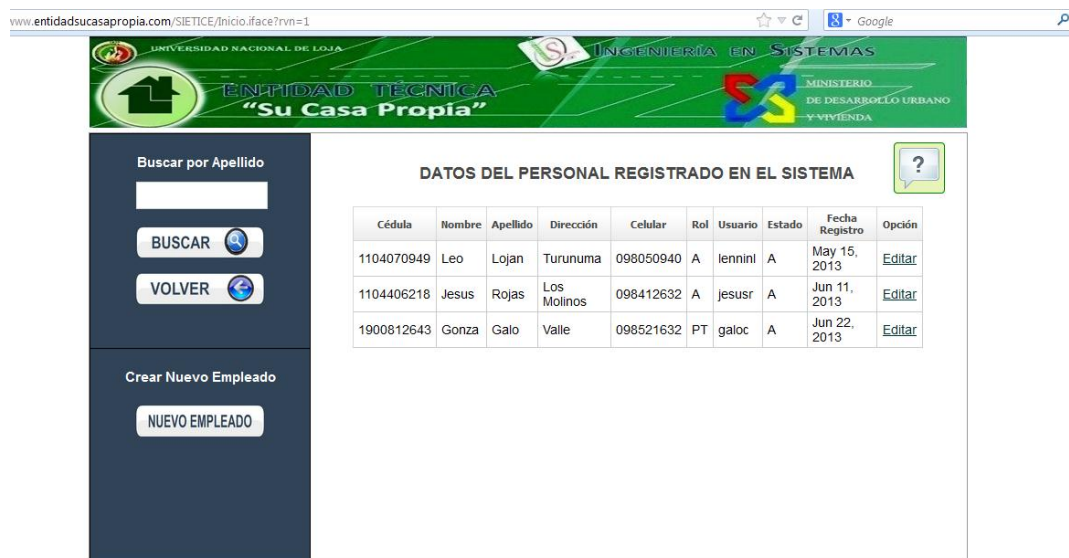 www.entidadsucasapropia.com/SIETICE/Inicio.iface?rvn=1
Google
UNIVERSIDAD NACIONAL DE LOJA
INGENIERÍA EN SISTEMAS
ENTIDAD TÉCNICA
“Su Casa Propia”
MINISTERIO
DE DESARROLLO URBANO
Y VIVIENDA
Buscar por Apellido
BUSCAR
VOLVER
Crear Nuevo Empleado
NUEVO EMPLEADO
DATOS DEL PERSONAL REGISTRADO EN EL SISTEMA
?
Cédula Nombre Apellido Dirección Celular Rol Usuario Estado Fecha Registro Opción
1104070949 Leo Lojan Turunuma 098050940 A lenninl A May 15, 2013 Editar
1104406218 Jesus Rojas Los Molinos 098412632 A jesusr A Jun 11, 2013 Editar
1900812643 Gonza Galo Valle 098521632 PT galoc A Jun 22, 2013 Editar